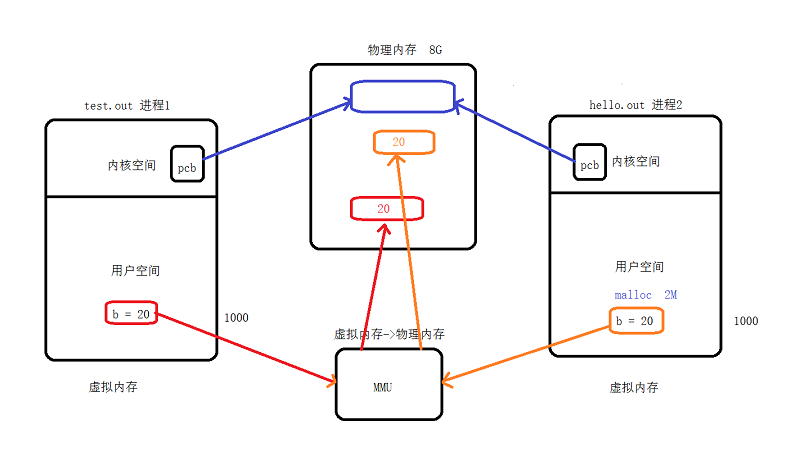 物理内存 8G
test.out 进程1
hello.out 进程2
20
内核空间
pcb
pcb
内核空间
20
用户空间
用户空间
malloc 2M
b = 20
1000
b = 20
1000
虚拟内存->物理内存
虚拟内存
MMU
虚拟内存